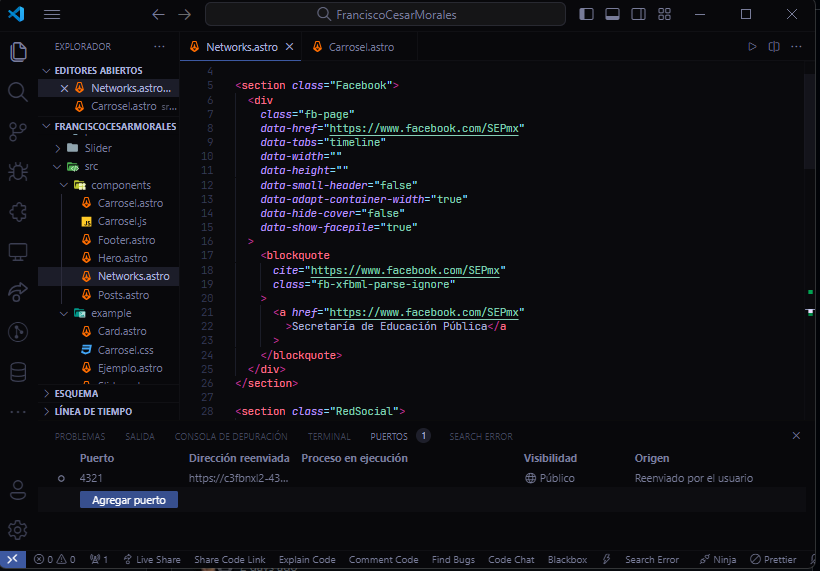 FranciscoCesarMorales
EXPLORADOR
Networks.astro
Carrosel.astro
EDITORES ABIERTOS
Networks.astro...
Carrosel.astro sr...
FRANCISCOCESARMORALES
Slider
src
components
Carrosel.astro
Carrosel.js
Footer.astro
Hero.astro
Networks.astro
Posts.astro
example
Card.astro
Carrosel.css
Ejemplo.astro
ESQUEMA
LÍNEA DE TIEMPO
4
5 <section class="Facebook">
6 <div
7 class="fb-page"
8 data-href="https://www.facebook.com/SEPmx"
9 data-tabs="timeline"
10 data-width=""
11 data-height=""
12 data-small-header="false"
13 data-adapt-container-width="true"
14 data-hide-cover="false"
15 data-show-facepile="true"
16 >
17 <blockquote
18 cite="https://www.facebook.com/SEPmx"
19 class="fb-xfbml-parse-ignore"
20 >
21 <a href="https://www.facebook.com/SEPmx"
22 >Secretaría de Educación Pública</a
23 >
24 </blockquote>
25 </div>
26 </section>
27
28 <section class="RedSocial">
PROBLEMAS SALIDA CONSOLA DE DEPURACIÓN TERMINAL PUERTOS 1 SEARCH ERROR
Puerto Dirección reenviada Proceso en ejecución Visibilidad Origen
4321 https://c3fbnxl2-43... Público Reenviado por el usuario
Agregar puerto
0 0 1 Live Share Share Code Link Explain Code Comment Code Find Bugs Code Chat Blackbox Search Error Ninja Prettier